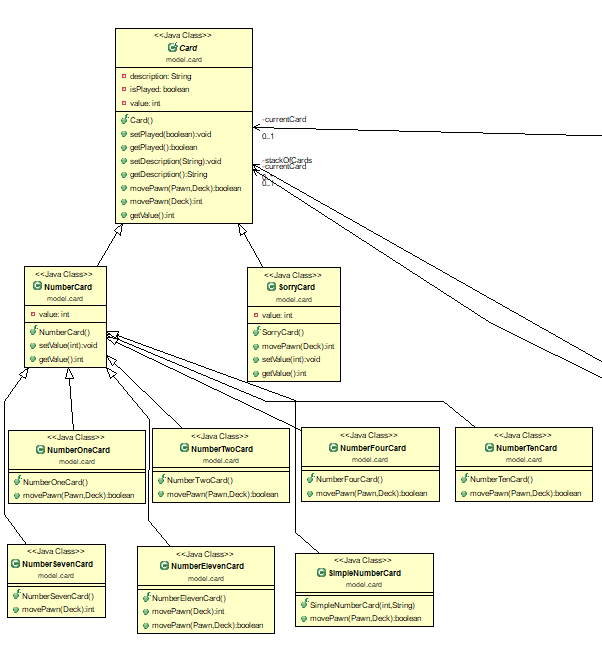 <<Java Class>>
Card
model.card
description: String
isPlayed: boolean
value: int
Card()
setPlayed(boolean):void
getPlayed():boolean
setDescription(String):void
getDescription():String
movePawn(Pawn,Deck):boolean
movePawn(Deck):int
getValue():int
-currentCard
0..1
-stackOfCards
-currentCard
0..1
<<Java Class>>
NumberCard
model.card
value: int
NumberCard()
setValue(int):void
getValue():int
<<Java Class>>
SorryCard
model.card
value: int
SorryCard()
movePawn(Deck):int
setValue(int):void
getValue():int
<<Java Class>>
NumberOneCard
model.card
NumberOneCard()
movePawn(Pawn,Deck):boolean
<<Java Class>>
NumberTwoCard
model.card
NumberTwoCard()
movePawn(Pawn,Deck):boolean
<<Java Class>>
NumberFourCard
model.card
NumberFourCard()
movePawn(Pawn,Deck):boolean
<<Java Class>>
NumberTenCard
model.card
NumberTenCard()
movePawn(Pawn,Deck):boolean
<<Java Class>>
NumberSevenCard
model.card
NumberSevenCard()
movePawn(Deck):int
<<Java Class>>
NumberElevenCard
model.card
NumberElevenCard()
movePawn(Deck):int
movePawn(Pawn,Deck):boolean
<<Java Class>>
SimpleNumberCard
model.card
SimpleNumberCard(int,String)
movePawn(Pawn,Deck):boolean